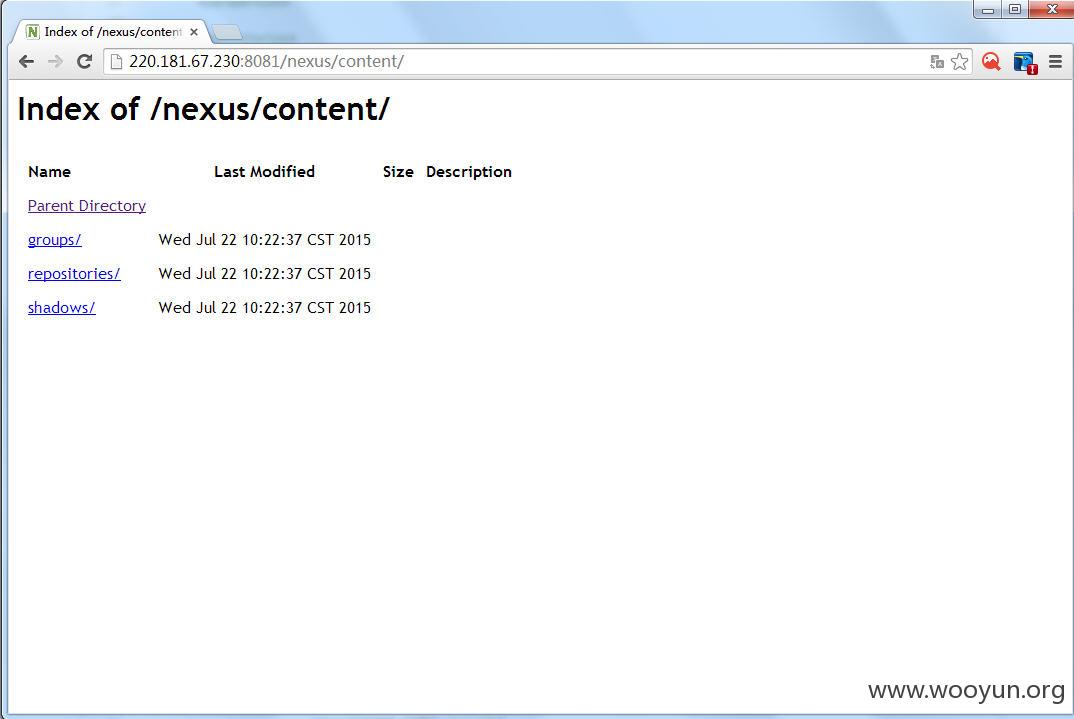 Index of /nexus/content
220.181.67.230:8081/nexus/content/
Index of /nexus/content/
Name Last Modified Size Description
Parent Directory
groups/ Wed Jul 22 10:22:37 CST 2015
repositories/ Wed Jul 22 10:22:37 CST 2015
shadows/ Wed Jul 22 10:22:37 CST 2015
www.wooyun.org